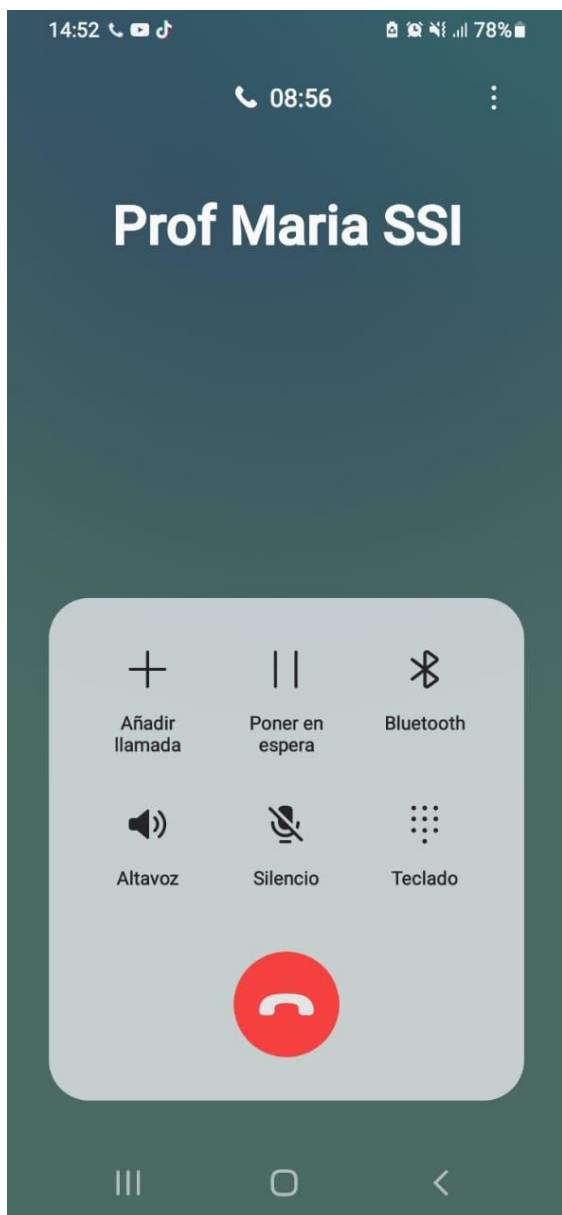 14:52 78%
08:56
Prof Maria SSI
Añadir
llamada
Poner en
espera
Bluetooth
Altavoz
Silencio
Teclado